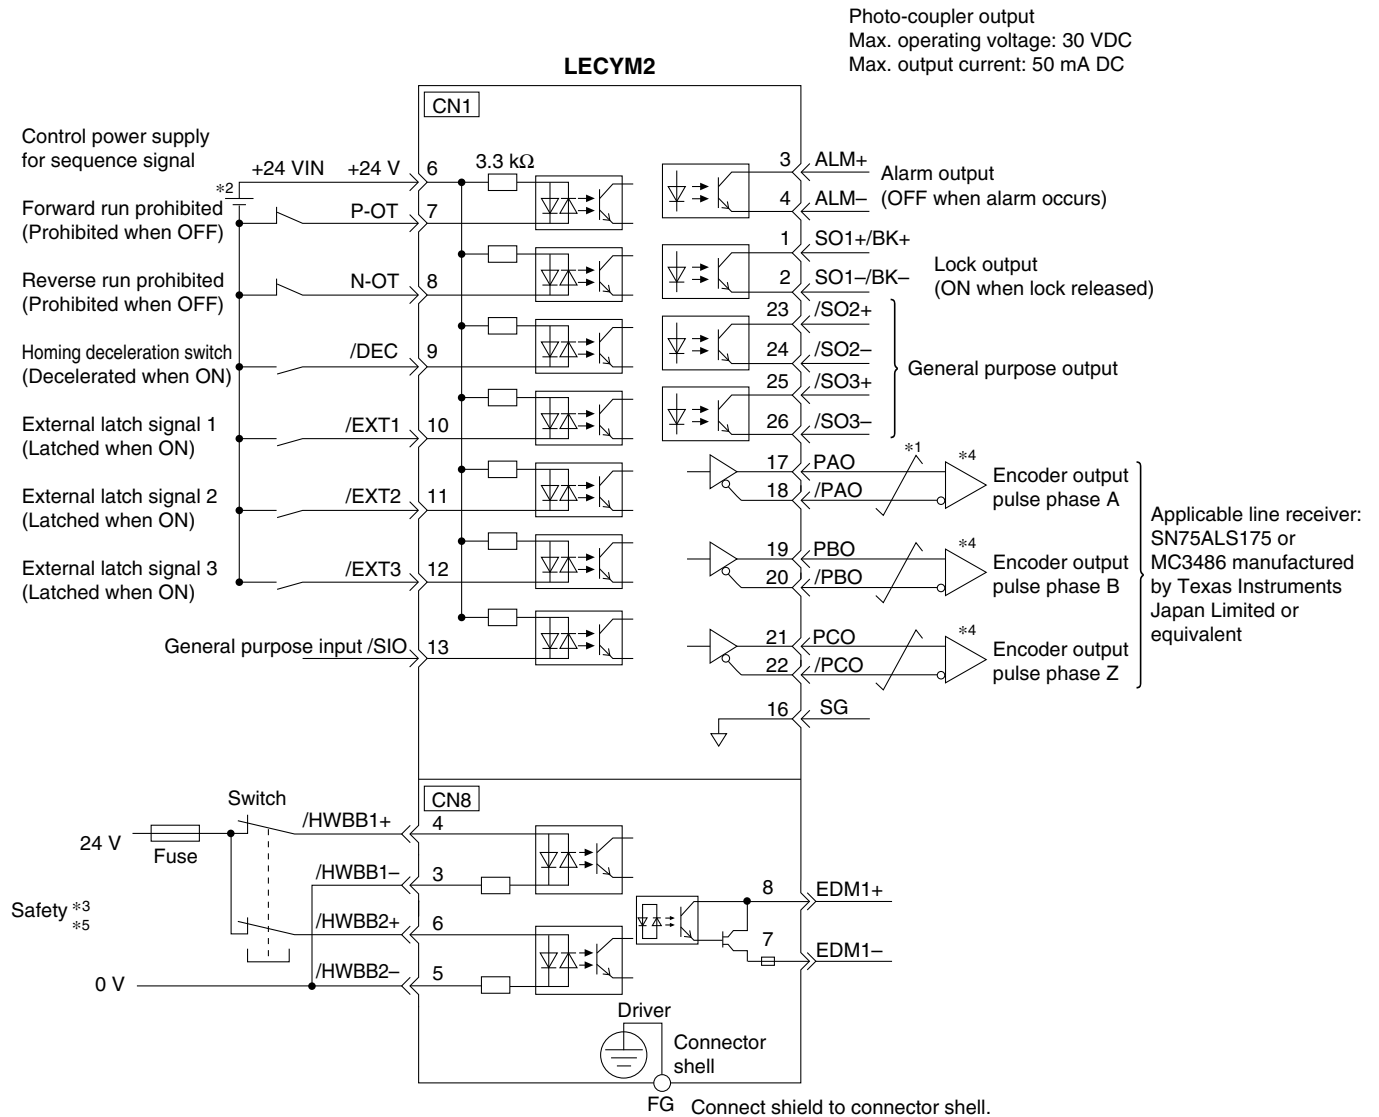 Photo-coupler output
Max. operating voltage: 30 VDC
Max. output current: 50 mA DC
LECYM2
CN1
Control power supply
for sequence signal
+24 VIN
+24 V
6
3.3 kΩ
*2
Forward run prohibited
(Prohibited when OFF)
P-OT
7
Reverse run prohibited
(Prohibited when OFF)
N-OT
8
Homing deceleration switch
(Decelerated when ON)
/DEC
9
External latch signal 1
(Latched when ON)
/EXT1
10
External latch signal 2
(Latched when ON)
/EXT2
11
External latch signal 3
(Latched when ON)
/EXT3
12
General purpose input /SIO
13
3
ALM+
4
ALM–
Alarm output
(OFF when alarm occurs)
1
SO1+/BK+
2
SO1–/BK–
Lock output
(ON when lock released)
23
/SO2+
24
/SO2–
25
/SO3+
26
/SO3–
General purpose output
17
PAO
18
/PAO
*1
*4
Encoder output
pulse phase A
19
PBO
20
/PBO
*4
Encoder output
pulse phase B
21
PCO
22
/PCO
*4
Encoder output
pulse phase Z
Applicable line receiver:
SN75ALS175 or
MC3486 manufactured
by Texas Instruments
Japan Limited or
equivalent
16
SG
CN8
Switch
24 V
Fuse
/HWBB1+
4
/HWBB1–
3
Safety *3
*5
/HWBB2+
6
/HWBB2–
5
0 V
8
EDM1+
7
EDM1–
Driver
Connector
shell
FG
Connect shield to connector shell.